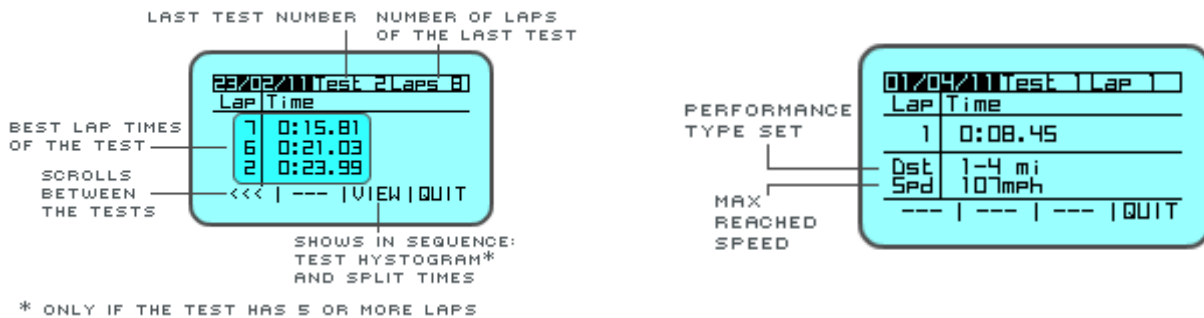 LAST TEST NUMBER
NUMBER OF LAPS
OF THE LAST TEST
23/02/11 Test 2 Laps 8
Lap Time
7 0:15.81
6 0:21.03
2 0:23.99
<<< | --- |VIEW|QUIT
BEST LAP TIMES
OF THE TEST
SCROLLS
BETWEEN
THE TESTS
SHOWS IN SEQUENCE:
TEST HYSTOGRAM*
AND SPLIT TIMES
* ONLY IF THE TEST HAS 5 OR MORE LAPS
01/04/11 Test 1 Lap 1
Lap Time
1 0:08.45
Dst 1-4 mi
Spd 107mph
--- | --- | --- |QUIT
PERFORMANCE
TYPE SET
MAX
REACHED
SPEED